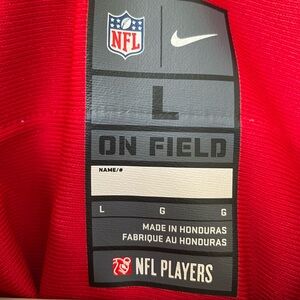 NFL
L
ON FIELD
NAME/#
L G G
MADE IN HONDURAS
FABRIQUE AU HONDURAS
NFL PLAYERS